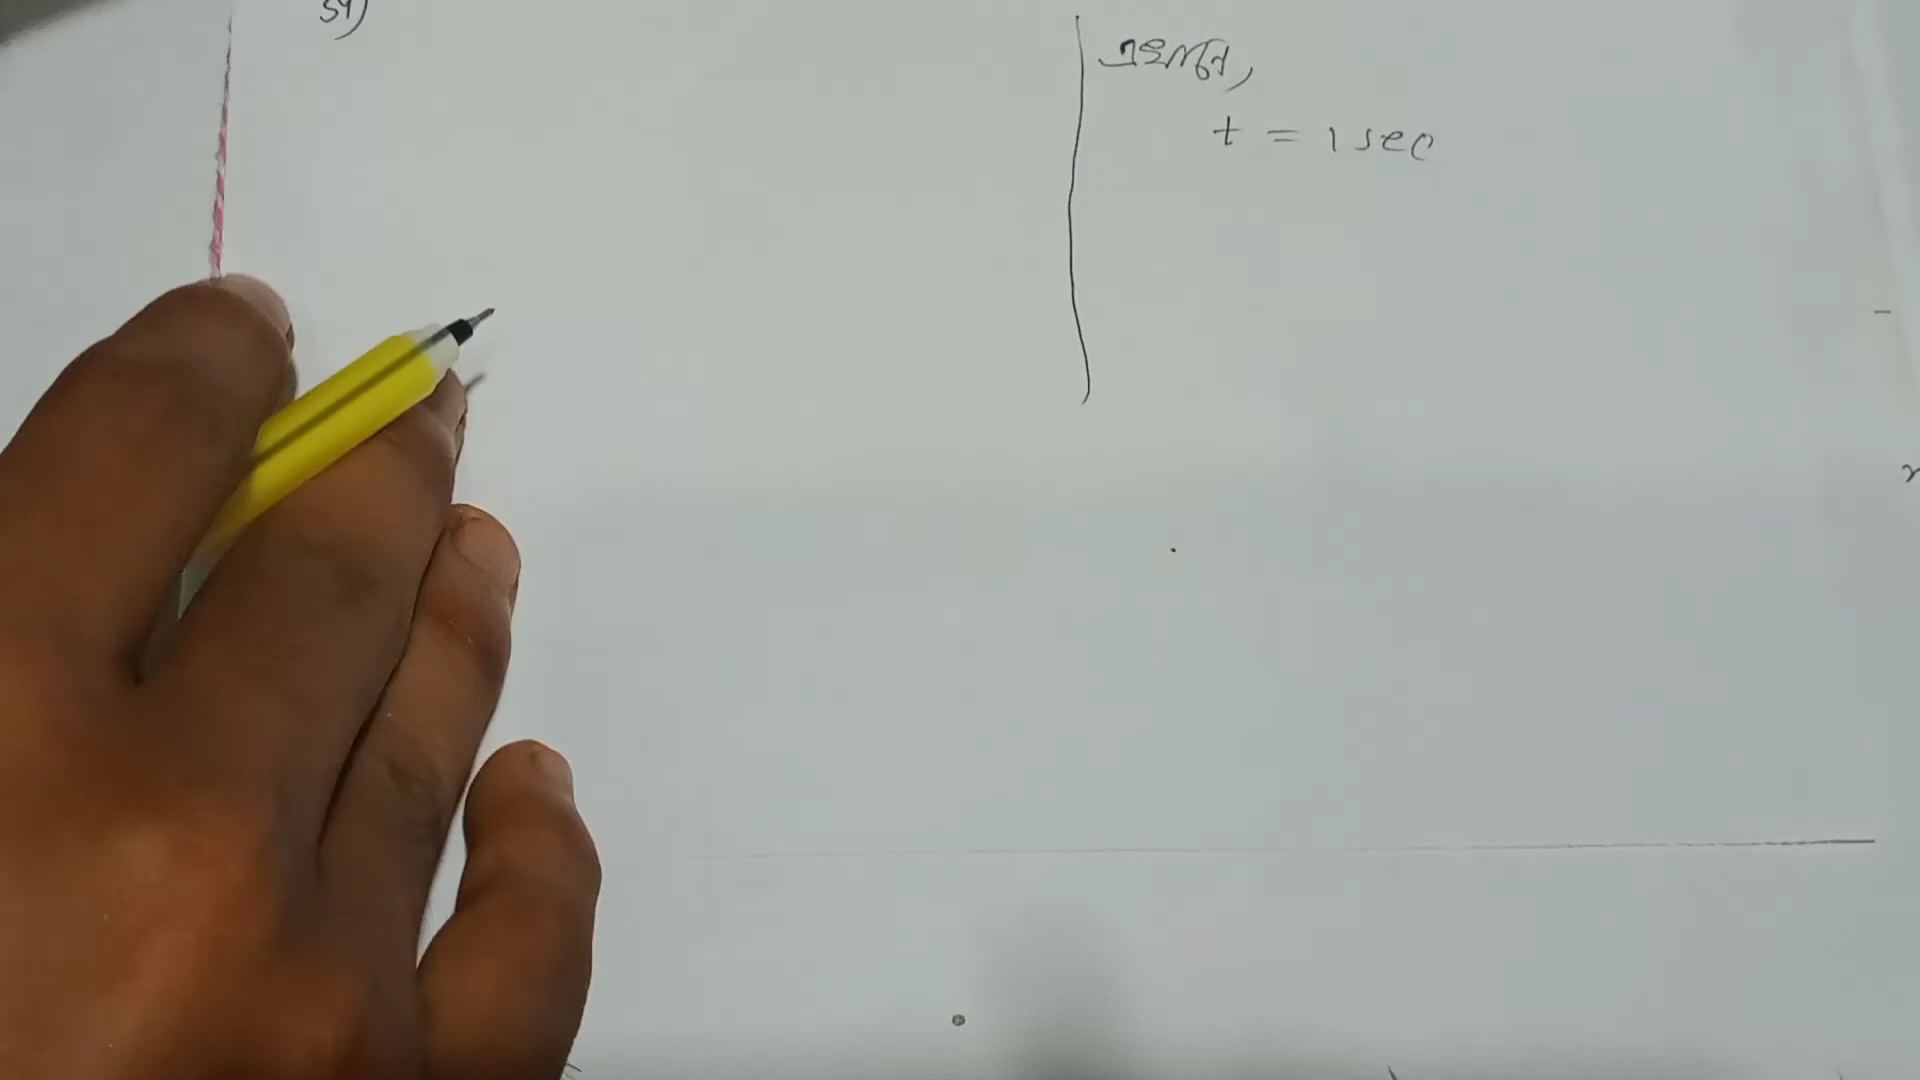 এখানে,
t = 1 sec